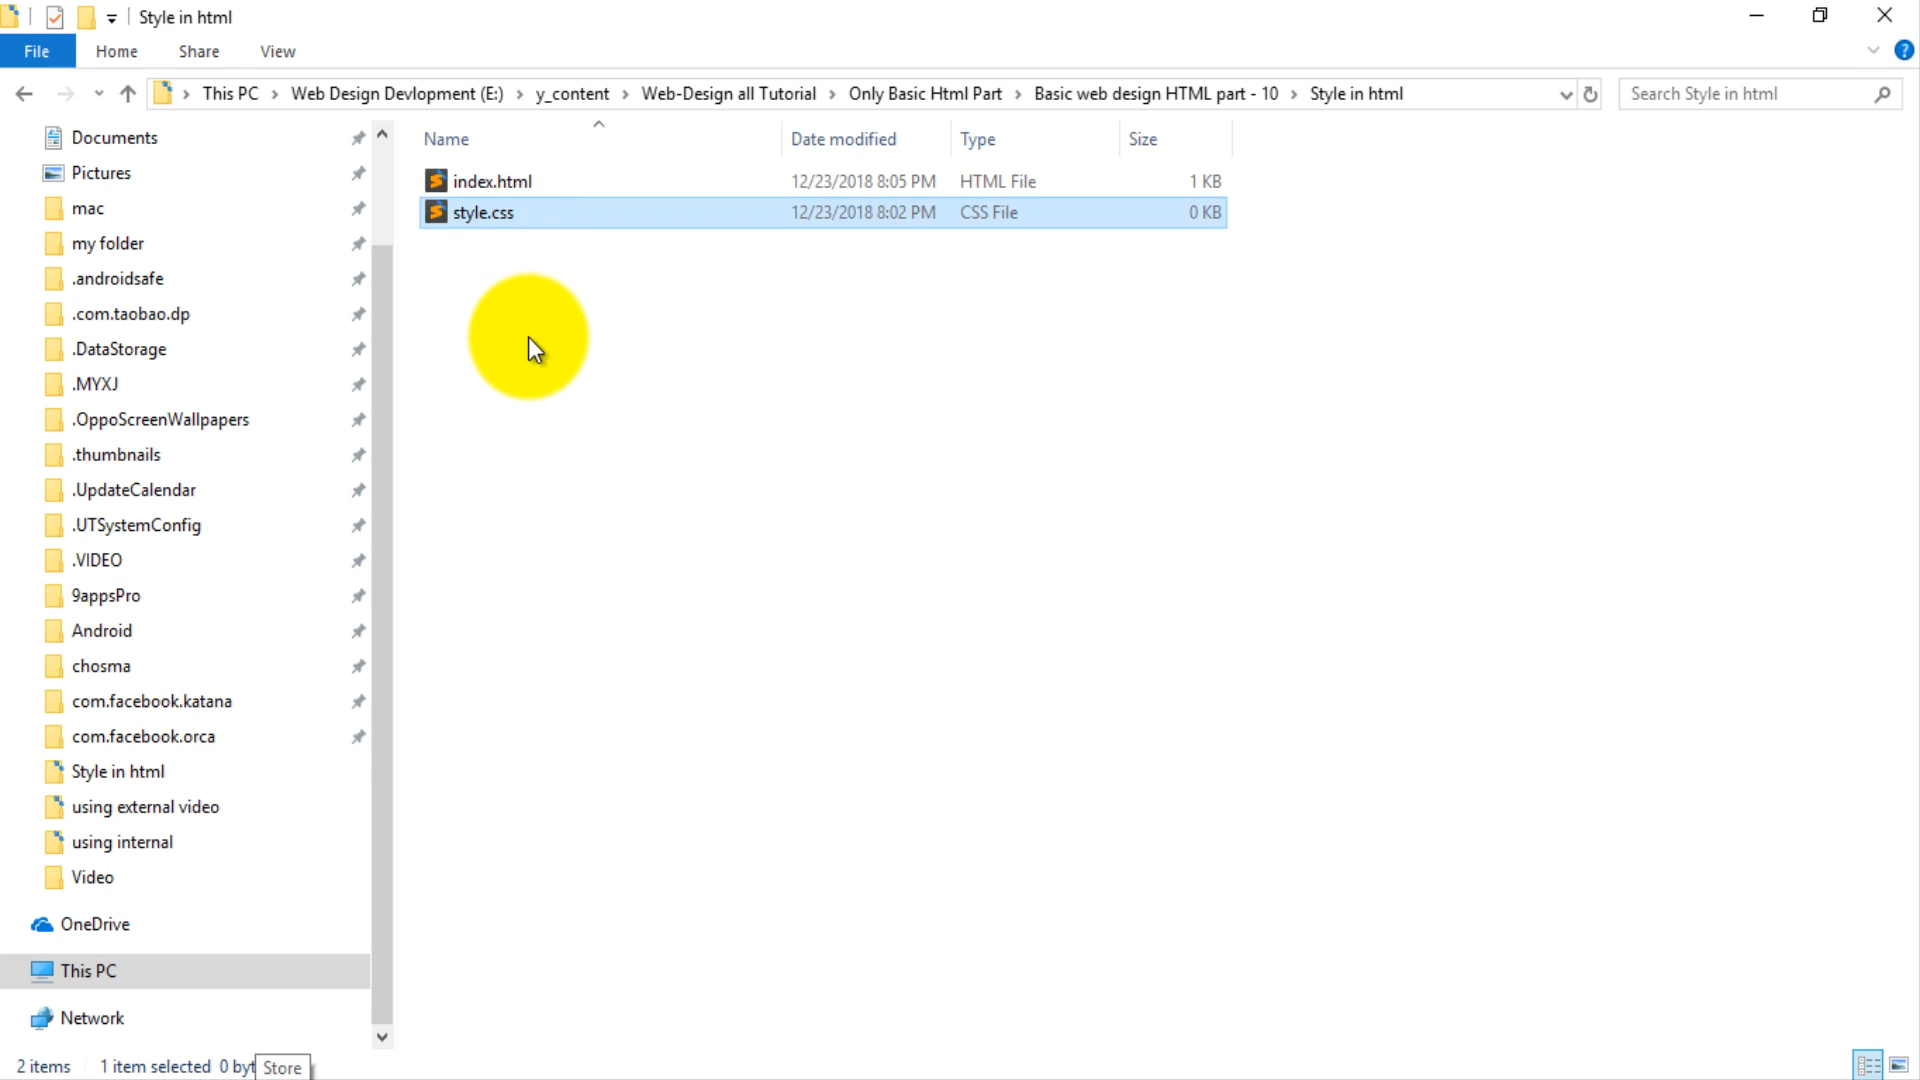 Style in html
File Home Share View
This PC Web Design Devlopment (E:) y_content Web-Design all Tutorial Only Basic Html Part Basic web design HTML part - 10 Style in html Search Style in html
Documents
Pictures
mac
my folder
.androidsafe
.com.taobao.dp
.DataStorage
.MYXJ
.OppoScreenWallpapers
.thumbnails
.UpdateCalendar
.UTSystemConfig
.VIDEO
9appsPro
Android
chosma
com.facebook.katana
com.facebook.orca
Style in html
using external video
using internal
Video
OneDrive
This PC
Network
Name Date modified Type Size
index.html 12/23/2018 8:05 PM HTML File 1 KB
style.css 12/23/2018 8:02 PM CSS File 0 KB
2 items 1 item selected 0 byt Store